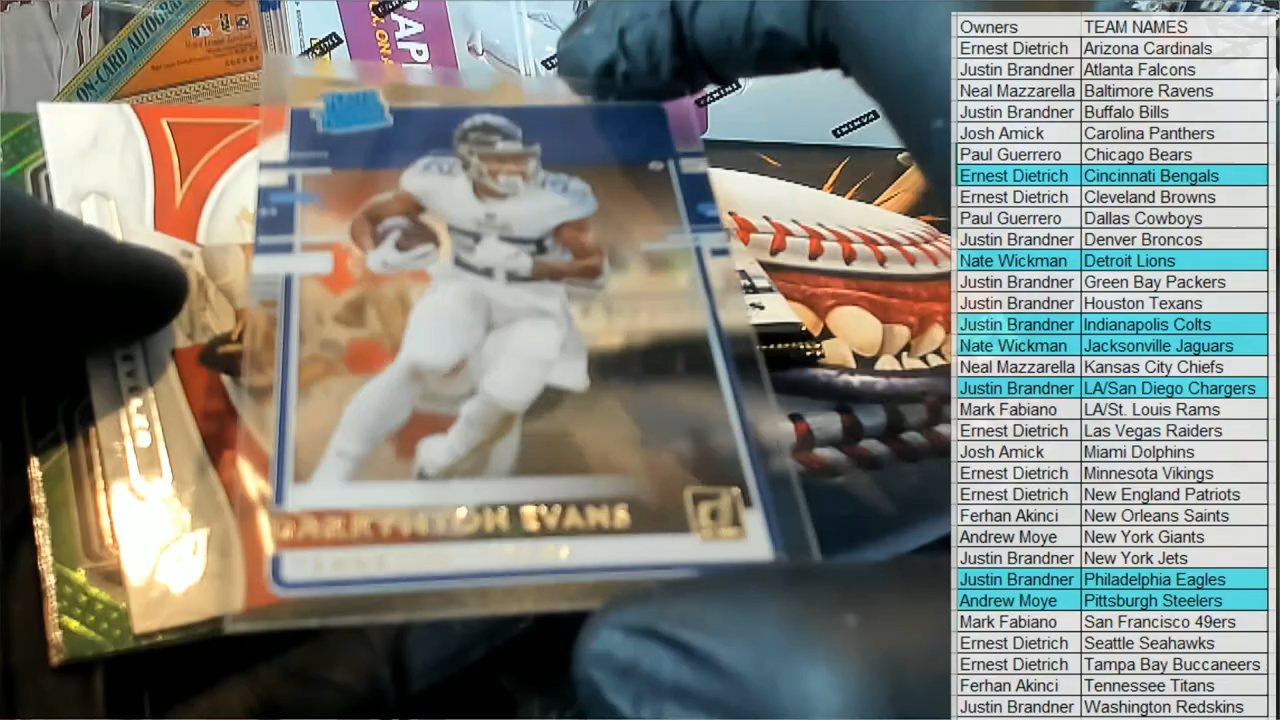 ON-CARD AUTOGRAPH
PANINI
PANINI
PANINI
DARRYNTON EVANS
Owners TEAM NAMES
Ernest Dietrich Arizona Cardinals
Justin Brandner Atlanta Falcons
Neal Mazzarella Baltimore Ravens
Justin Brandner Buffalo Bills
Josh Amick Carolina Panthers
Paul Guerrero Chicago Bears
Ernest Dietrich Cincinnati Bengals
Ernest Dietrich Cleveland Browns
Paul Guerrero Dallas Cowboys
Justin Brandner Denver Broncos
Nate Wickman Detroit Lions
Justin Brandner Green Bay Packers
Justin Brandner Houston Texans
Justin Brandner Indianapolis Colts
Nate Wickman Jacksonville Jaguars
Neal Mazzarella Kansas City Chiefs
Justin Brandner LA/San Diego Chargers
Mark Fabiano LA/St. Louis Rams
Ernest Dietrich Las Vegas Raiders
Josh Amick Miami Dolphins
Ernest Dietrich Minnesota Vikings
Ernest Dietrich New England Patriots
Ferhan Akinci New Orleans Saints
Andrew Moye New York Giants
Justin Brandner New York Jets
Justin Brandner Philadelphia Eagles
Andrew Moye Pittsburgh Steelers
Mark Fabiano San Francisco 49ers
Ernest Dietrich Seattle Seahawks
Ernest Dietrich Tampa Bay Buccaneers
Ferhan Akinci Tennessee Titans
Justin Brandner Washington Redskins